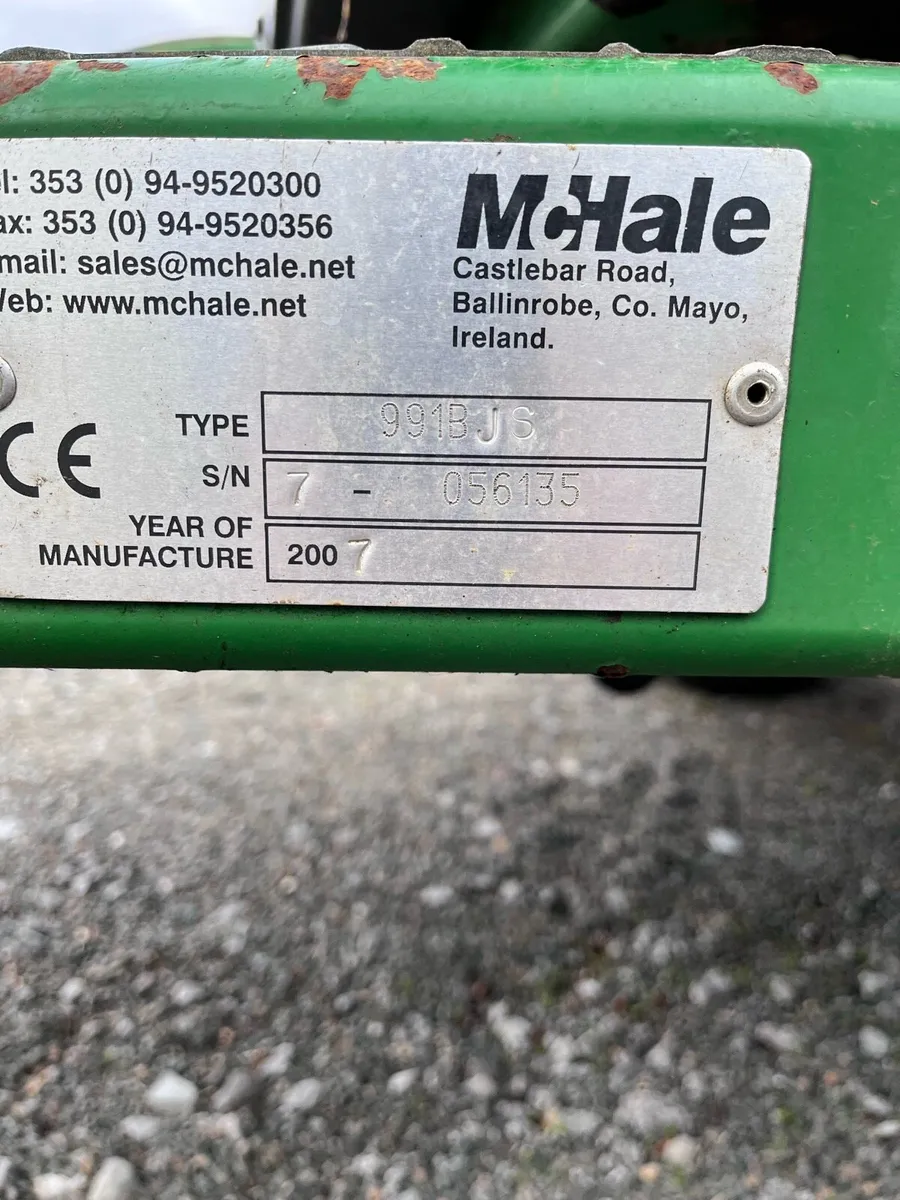 l: 353 (0) 94-9520300
ax: 353 (0) 94-9520356
mail: sales@mchale.net
eb: www.mchale.net
McHale
Castlebar Road,
Ballinrobe, Co. Mayo,
Ireland.
CE
TYPE 991BJS
S/N 7 - 056135
YEAR OF
MANUFACTURE 2007